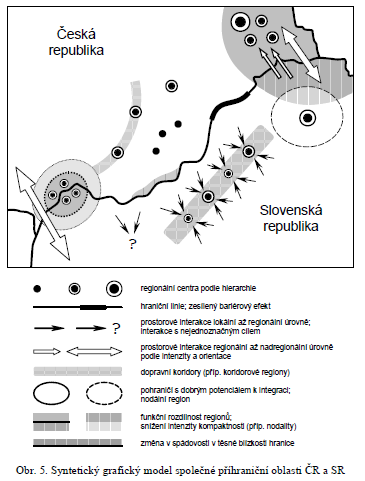 Česká
republika
?
Slovenská
republika
regionální centra podle hierarchie
hraniční linie; zesílený bariérový efekt
?
prostorové interakce lokální až regionální úrovně;
interakce s nejednoznačným cílem
prostorové interakce regionální až nadregionální úrovně
podle intenzity a orientace
dopravní koridory (příp. koridorové regiony)
pohraničí s dobrým potenciálem k integraci;
nodální region
funkční rozdílnost regionů;
snížení intenzity kompaktnosti (příp. nodality)
změna v spádovosti v těsné blízkosti hranice
Obr. 5. Syntetický grafický model společné příhraniční oblasti ČR a SR